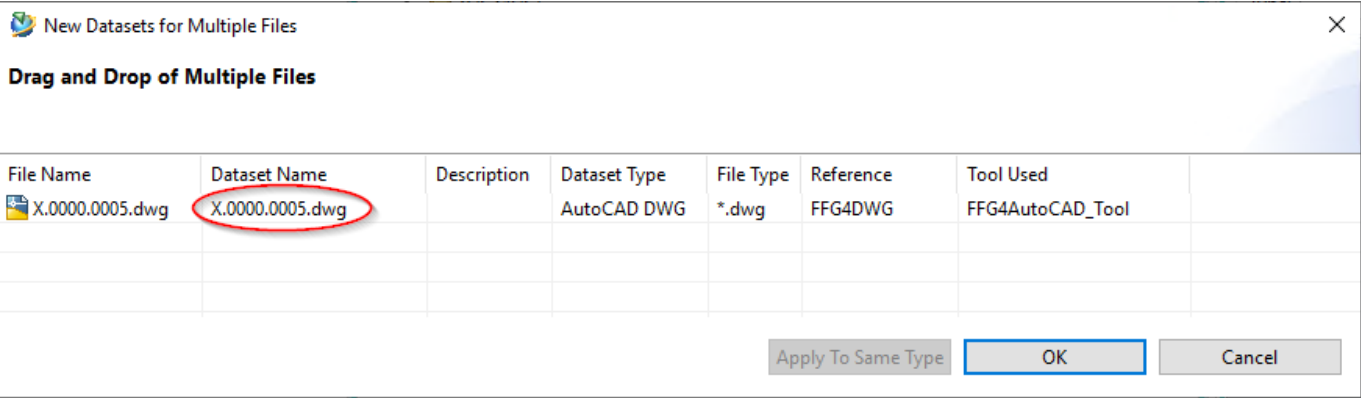 New Datasets for Multiple Files
Drag and Drop of Multiple Files
File Name Dataset Name Description Dataset Type File Type Reference Tool Used
X.0000.0005.dwg X.0000.0005.dwg AutoCAD DWG *.dwg FFG4DWG FFG4AutoCAD_Tool
Apply To Same Type OK Cancel